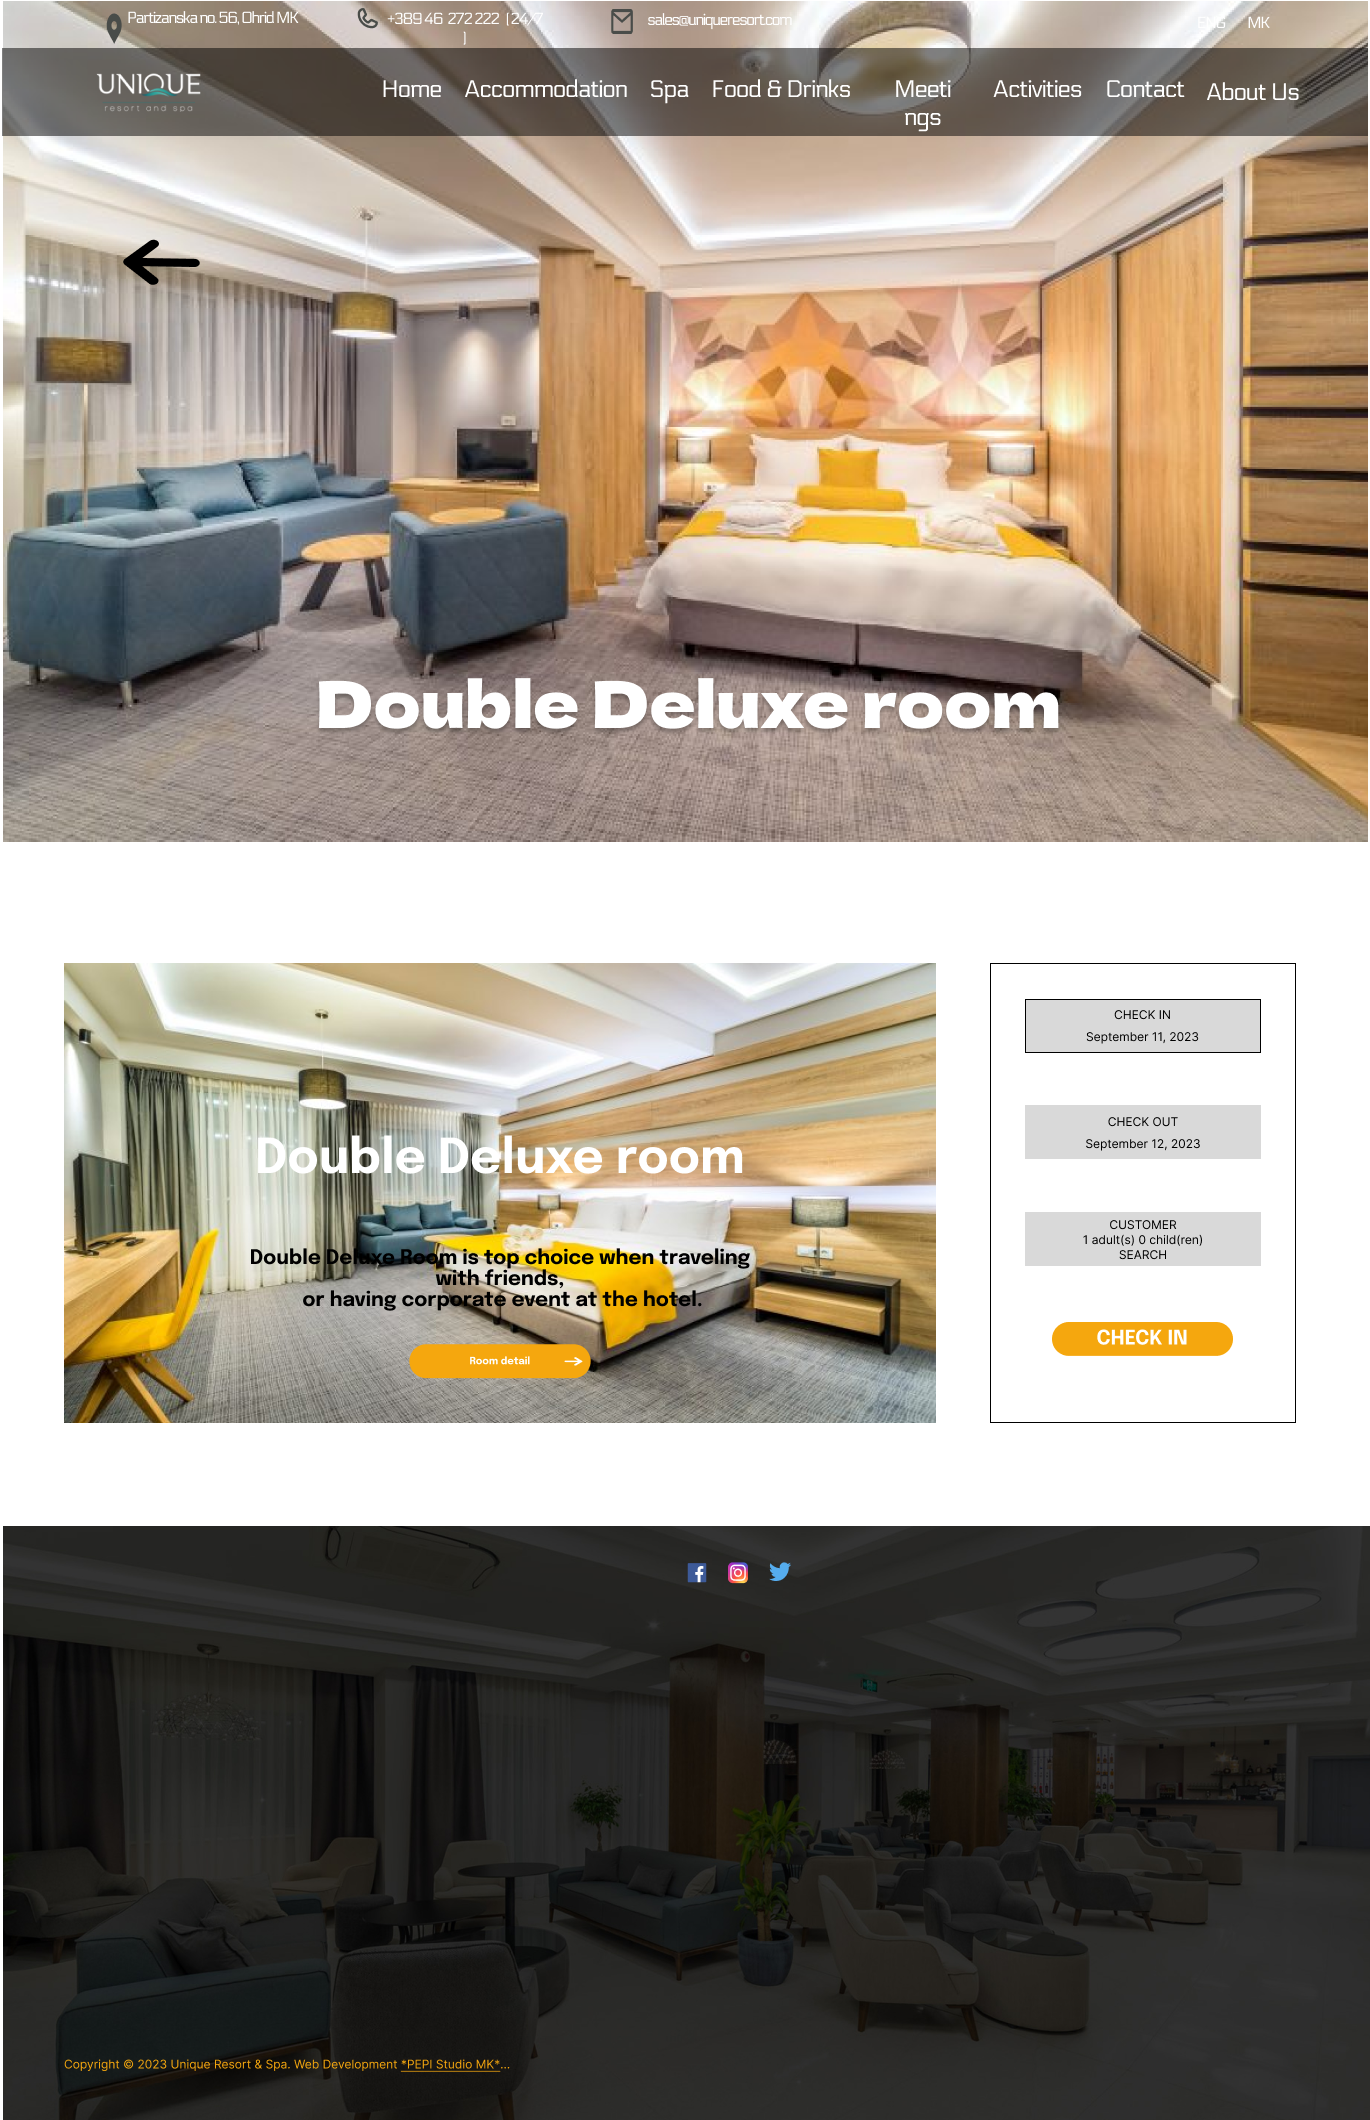 Partizanska no. 56, Ohrid MK
+389 46 272 222 (24/7
)
sales@uniqueresort.com
ENG MK
UNIQUE
resort and spa
Home Accommodation Spa Food & Drinks Meeti
ngs
Activities Contact About Us
Double Deluxe room
Double Deluxe room
Double Deluxe Room is top choice when traveling
with friends,
or having corporate event at the hotel.
Room detail
CHECK IN
September 11, 2023
CHECK OUT
September 12, 2023
CUSTOMER
1 adult(s) 0 child(ren)
SEARCH
CHECK IN
Copyright © 2023 Unique Resort & Spa. Web Development *PEPI Studio MK*...